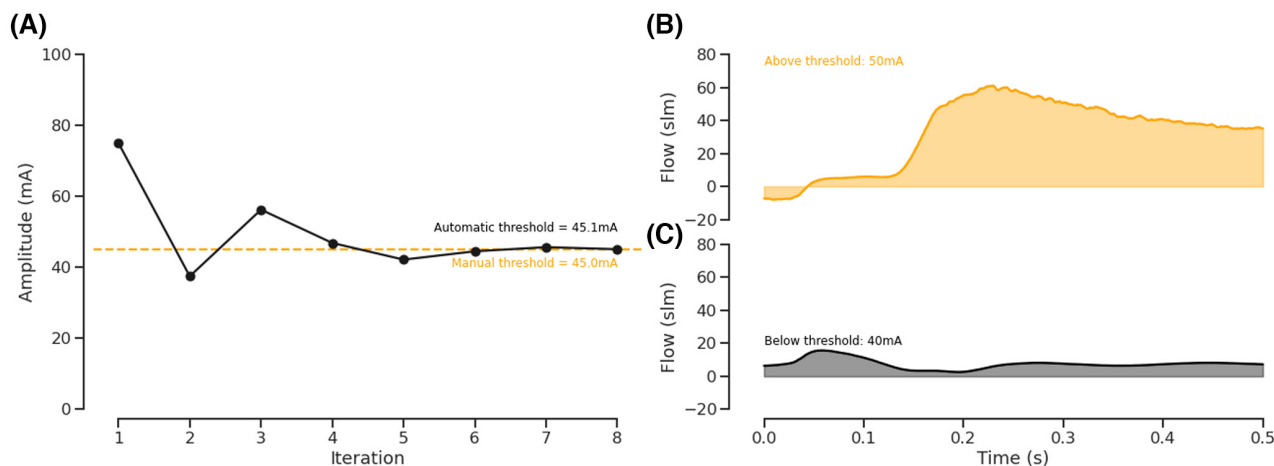 (A)
100
80
60
40
20
0
Amplitude (mA)
Automatic threshold = 45.1mA
Manual threshold = 45.0mA
1 2 3 4 5 6 7 8
Iteration
(B)
80
60
40
20
0
−20
Flow (slm)
Above threshold: 50mA
(C)
80
60
40
20
0
−20
Flow (slm)
Below threshold: 40mA
0.0 0.1 0.2 0.3 0.4 0.5
Time (s)